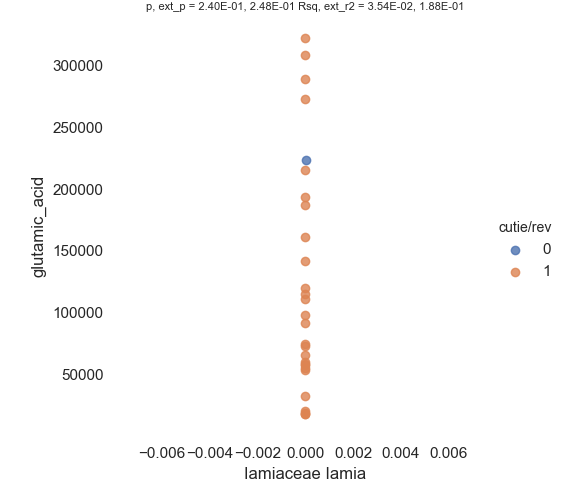 p, ext_p = 2.40E-01, 2.48E-01 Rsq, ext_r2 = 3.54E-02, 1.88E-01
300000
250000
200000
150000
100000
50000
glutamic_acid
cutie/rev
0
1
−0.006 −0.004 −0.002 0.000 0.002 0.004 0.006
lamiaceae lamia